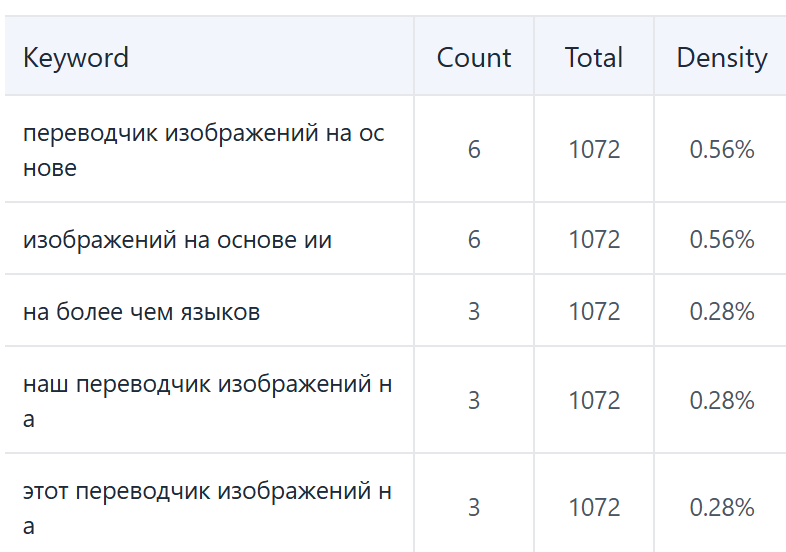 Keyword Count Total Density
переводчик изображений на ос
нове 6 1072 0.56%
изображений на основе ии 6 1072 0.56%
на более чем языков 3 1072 0.28%
наш переводчик изображений н
а 3 1072 0.28%
этот переводчик изображений н
а 3 1072 0.28%